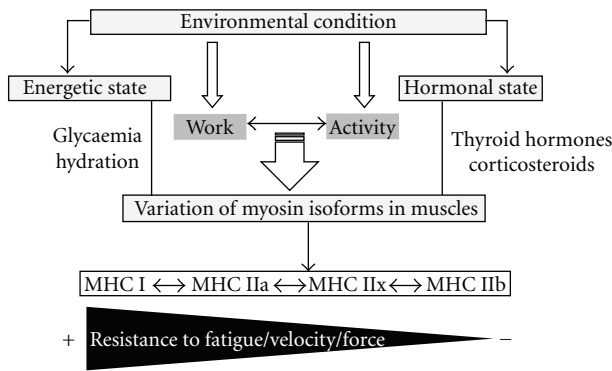 Environmental condition
Energetic state
Hormonal state
Work
Activity
Glycaemia
hydration
Thyroid hormones
corticosteroids
Variation of myosin isoforms in muscles
MHC I ↔ MHC IIa ↔ MHC IIx ↔ MHC IIb
+ Resistance to fatigue/velocity/force −